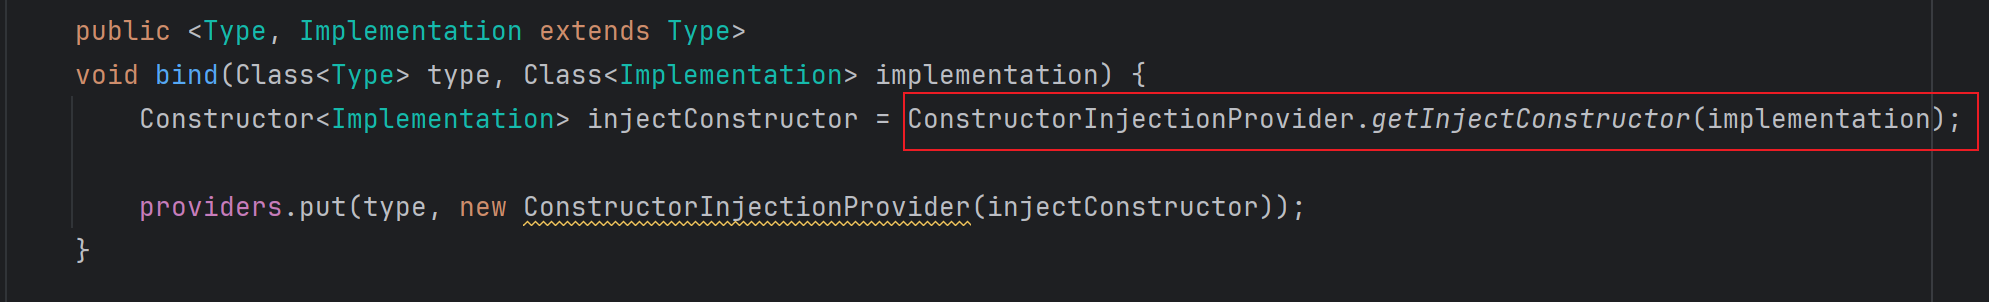 public <Type, Implementation extends Type>
void bind(Class<Type> type, Class<Implementation> implementation) {
Constructor<Implementation> injectConstructor = ConstructorInjectionProvider.getInjectConstructor(implementation);
providers.put(type, new ConstructorInjectionProvider(injectConstructor));
}